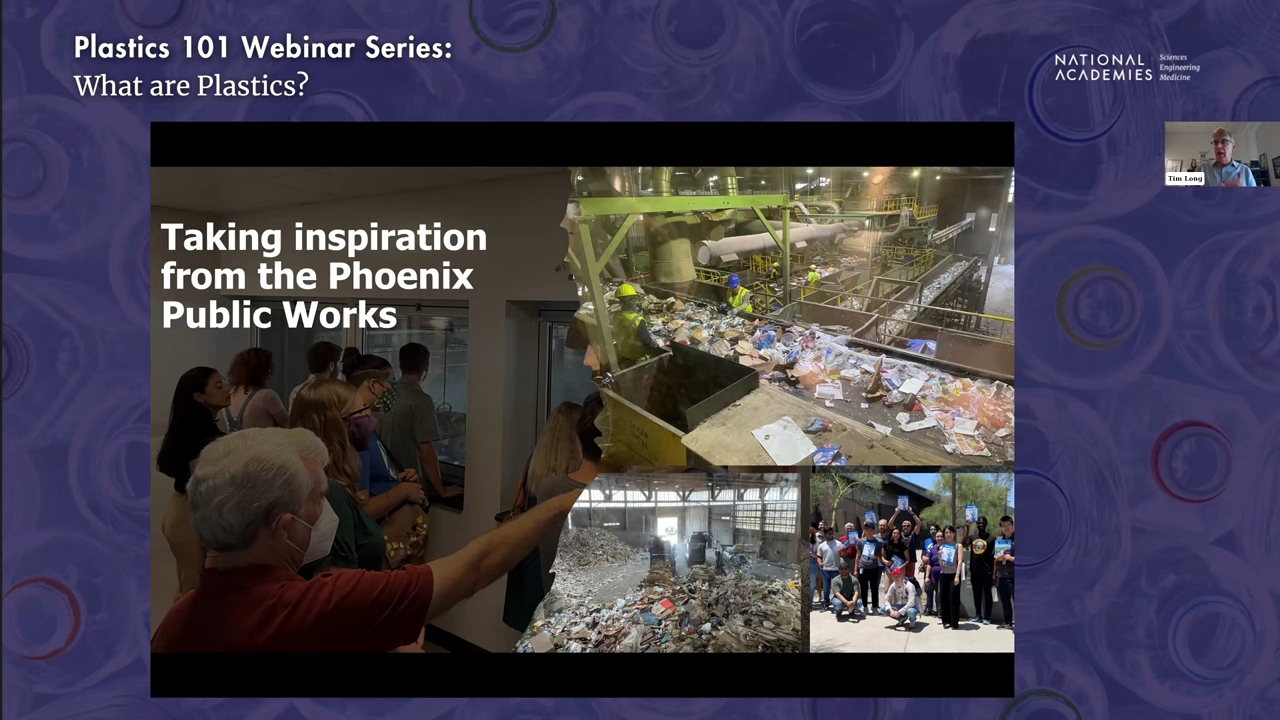 Plastics 101 Webinar Series:
What are Plastics?
NATIONAL
ACADEMIES
Sciences
Engineering
Medicine
Tim Long
Taking inspiration
from the Phoenix
Public Works